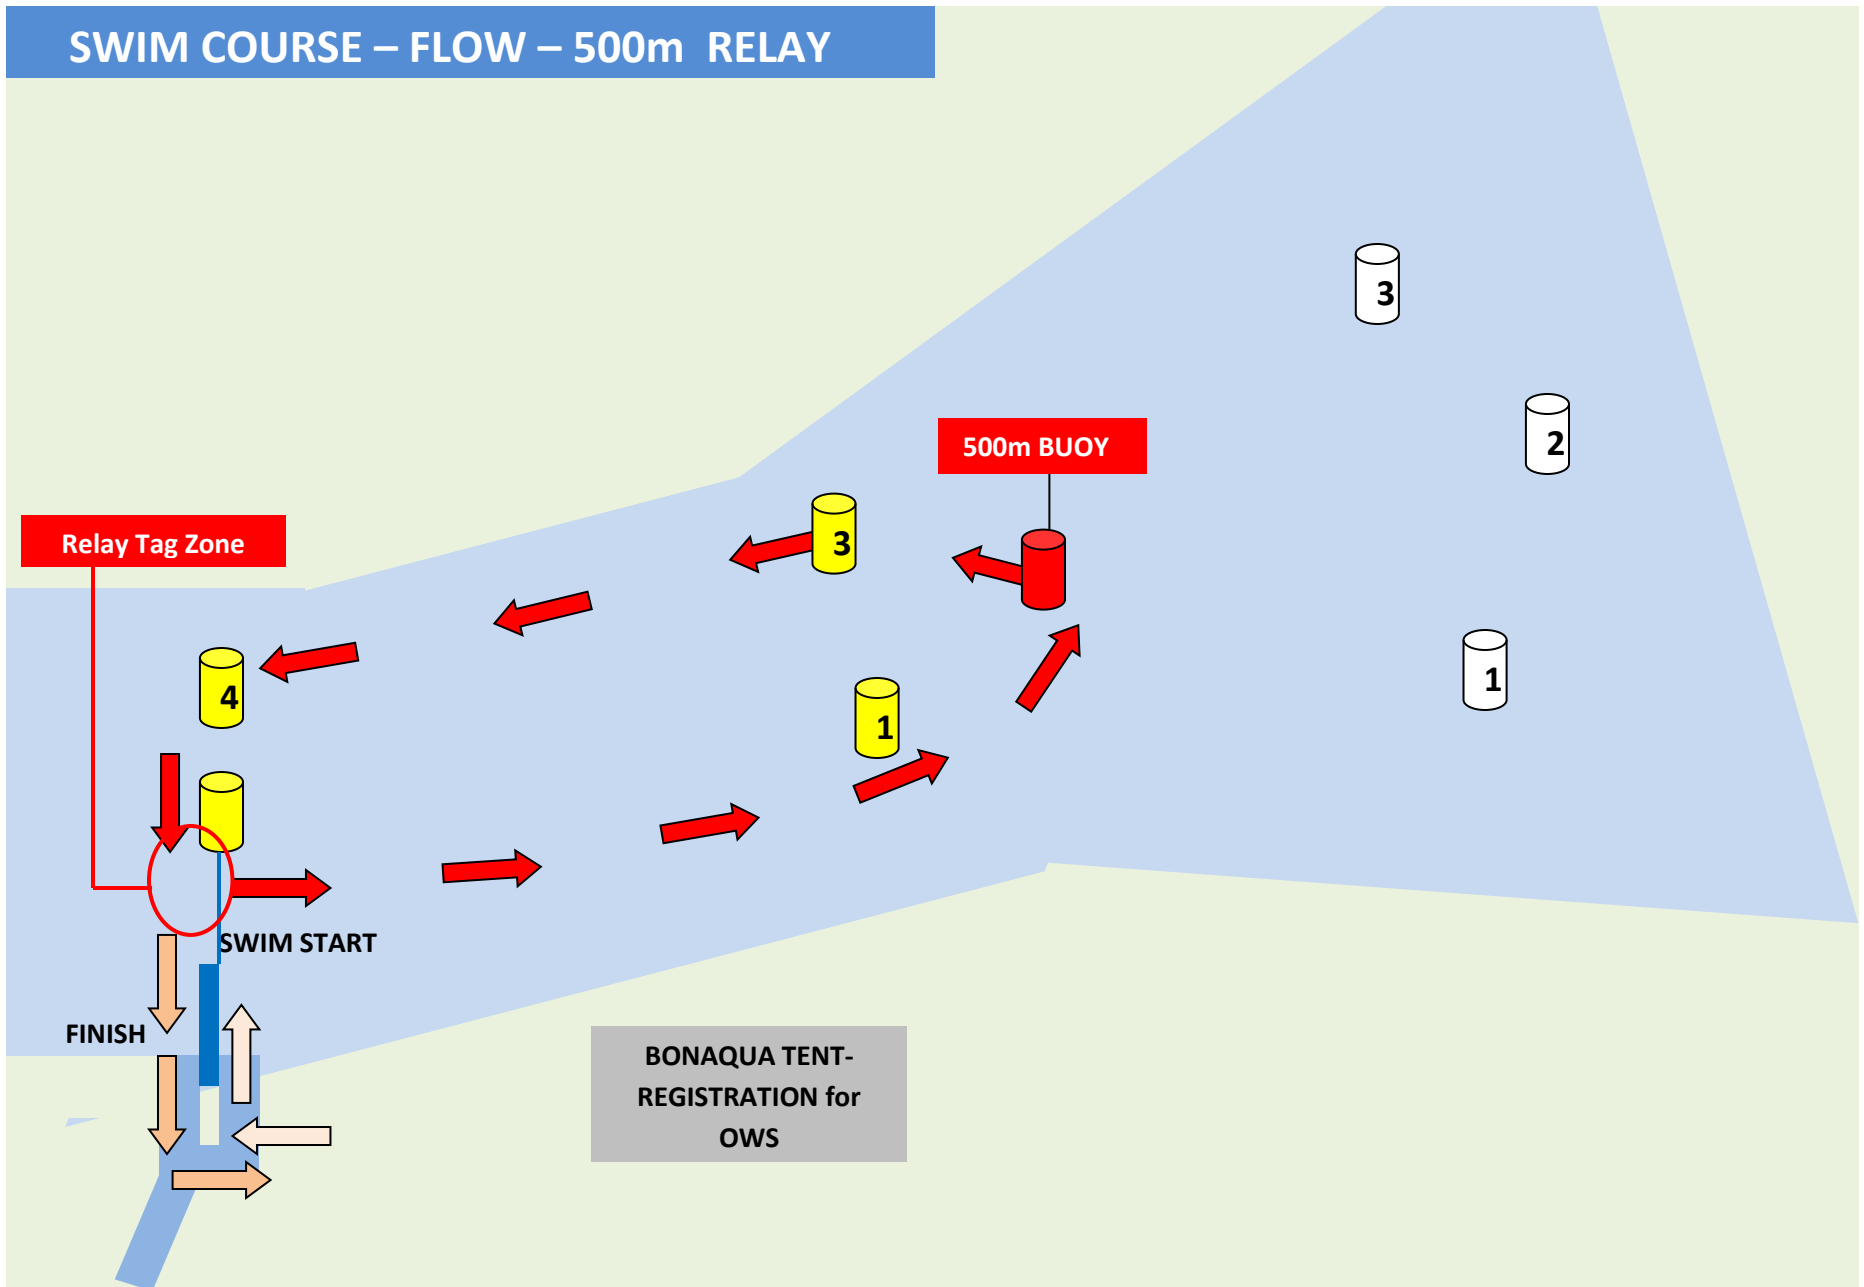 SWIM COURSE – FLOW – 500m  RELAY
3
2
500m BUOY
3
Relay Tag Zone
1
4
1
SWIM START
FINISH
BONAQUA TENT-
REGISTRATION for
OWS